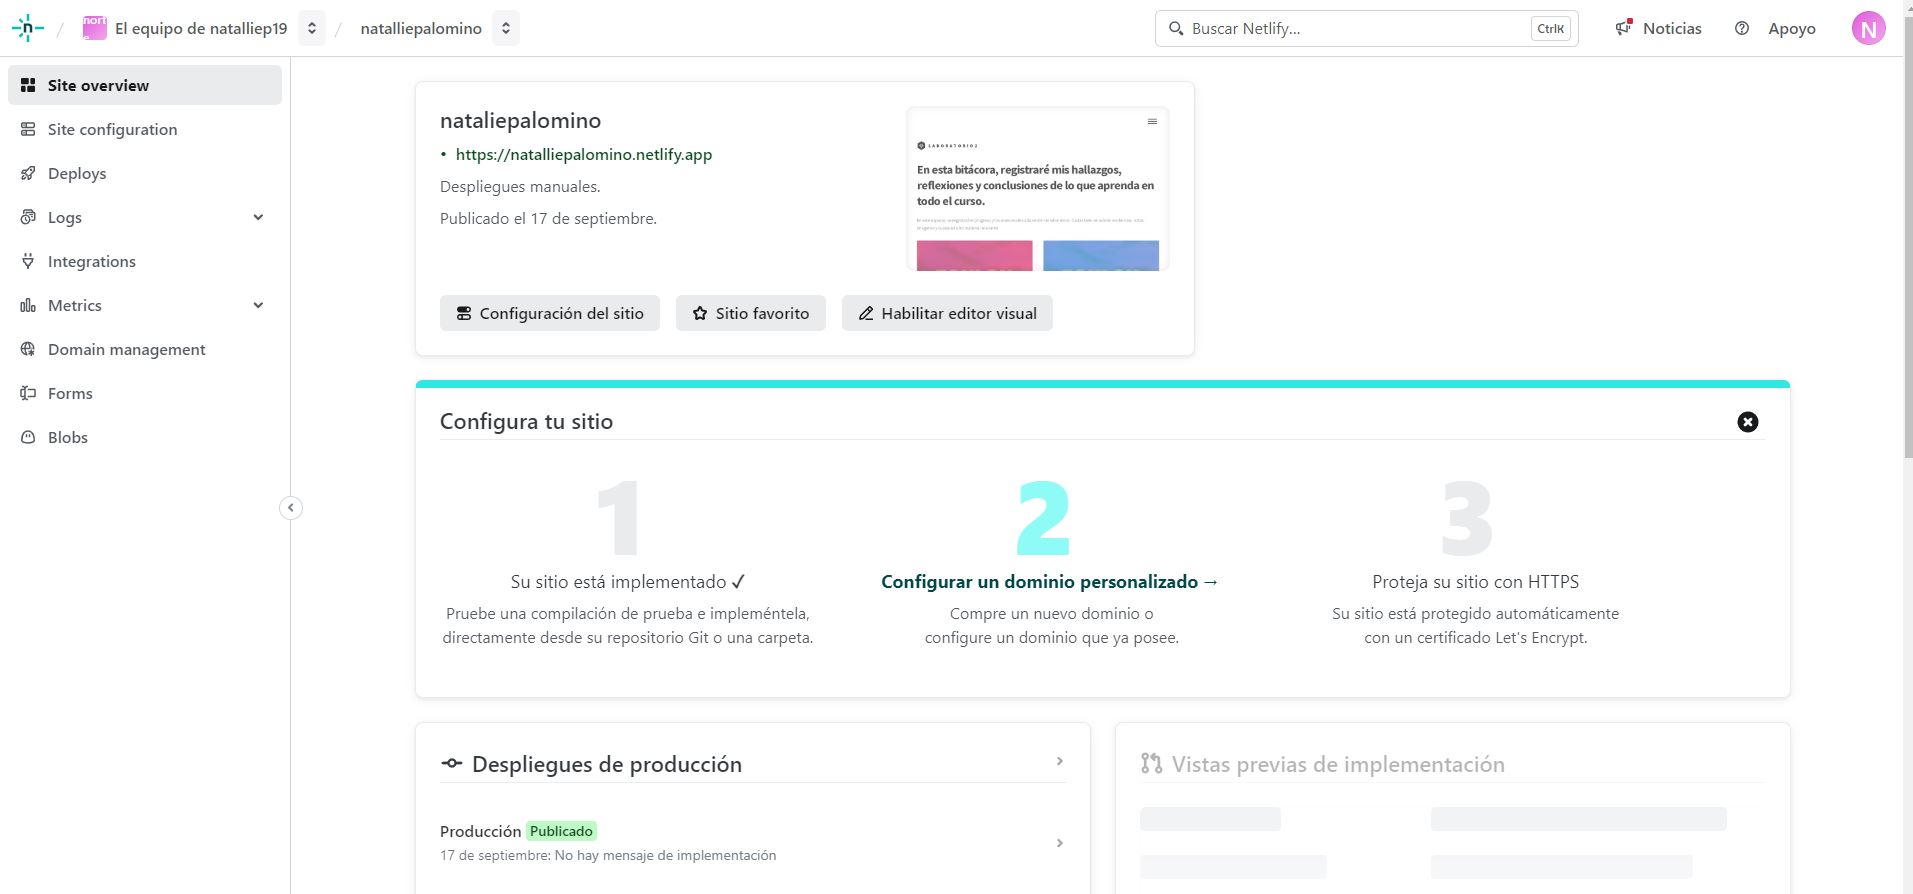 nort
e
El equipo de natalliep19
natalliepalomino
Buscar Netlify...
CtrlK
Noticias
Apoyo
N
Site overview
Site configuration
Deploys
Logs
Integrations
Metrics
Domain management
Forms
Blobs
nataliepalomino
• https://natalliepalomino.netlify.app
Despliegues manuales.
Publicado el 17 de septiembre.
LABORATORIO2
En esta bitácora, registraré mis hallazgos,
reflexiones y conclusiones de lo que aprenda en
todo el curso.
Configuración del sitio
Sitio favorito
Habilitar editor visual
Configura tu sitio
1
Su sitio está implementado ✓
Pruebe una compilación de prueba e impleméntela,
directamente desde su repositorio Git o una carpeta.
2
Configurar un dominio personalizado →
Compre un nuevo dominio o
configure un dominio que ya posee.
3
Proteja su sitio con HTTPS
Su sitio está protegido automáticamente
con un certificado Let's Encrypt.
Despliegues de producción
Producción Publicado
17 de septiembre: No hay mensaje de implementación
Vistas previas de implementación